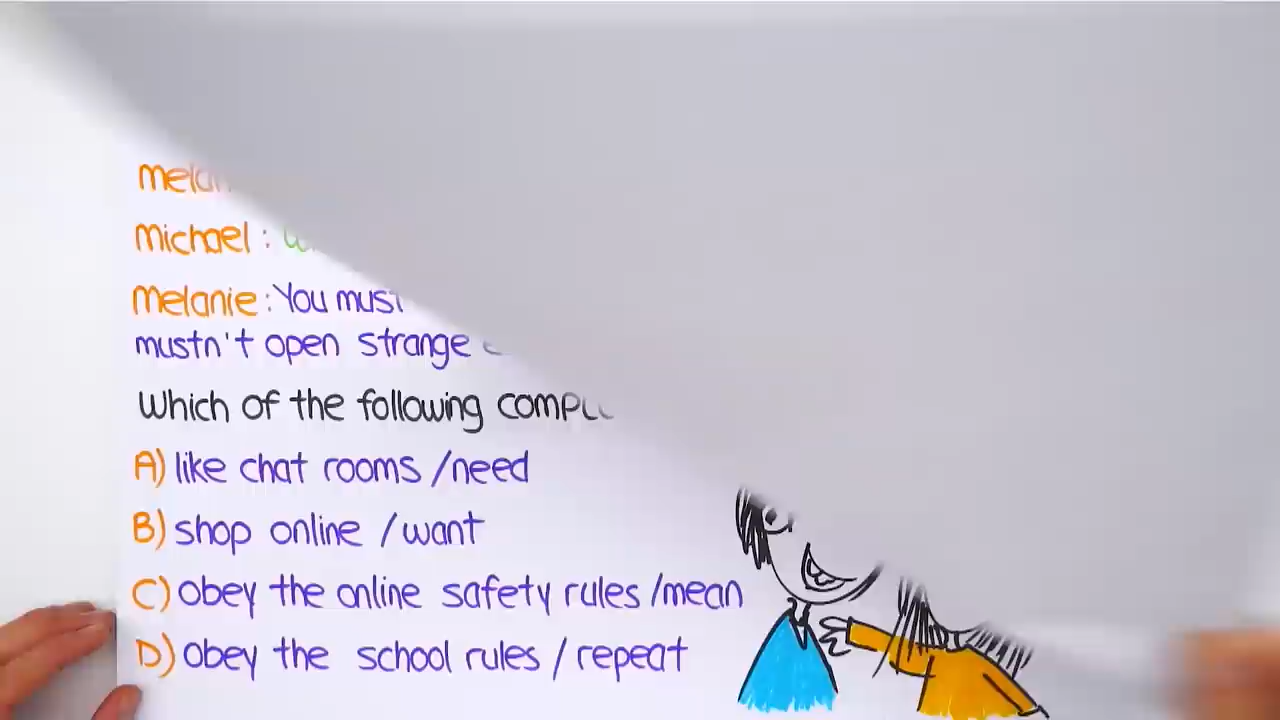 Michael :
Melanie : You must
mustn't open strange
Which of the following
A) like chat rooms /need
B) shop online /want
C) obey the online safety rules /mean
D) obey the school rules / repeat